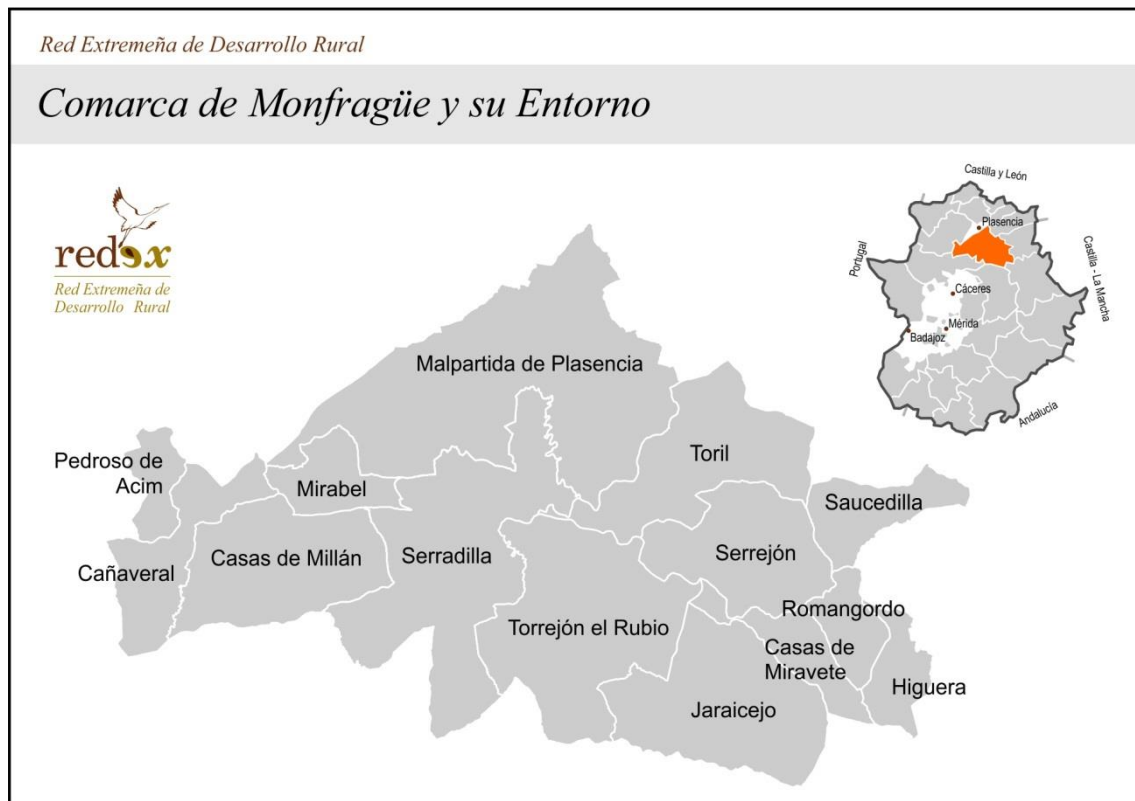 Red Extremeña de Desarrollo Rural
Comarca de Monfragüe y su Entorno
redex
Red Extremeña de
Desarrollo Rural
Castilla y León
Plasencia
Portugal
Castilla - La Mancha
Cáceres
Mérida
Badajoz
Andalucía
Malpartida de Plasencia
Pedroso de
Acim
Mirabel
Toril
Saucedilla
Cañaveral
Casas de Millán
Serradilla
Serrejón
Romangordo
Torrejón el Rubio
Casas de
Miravete
Higuera
Jaraicejo